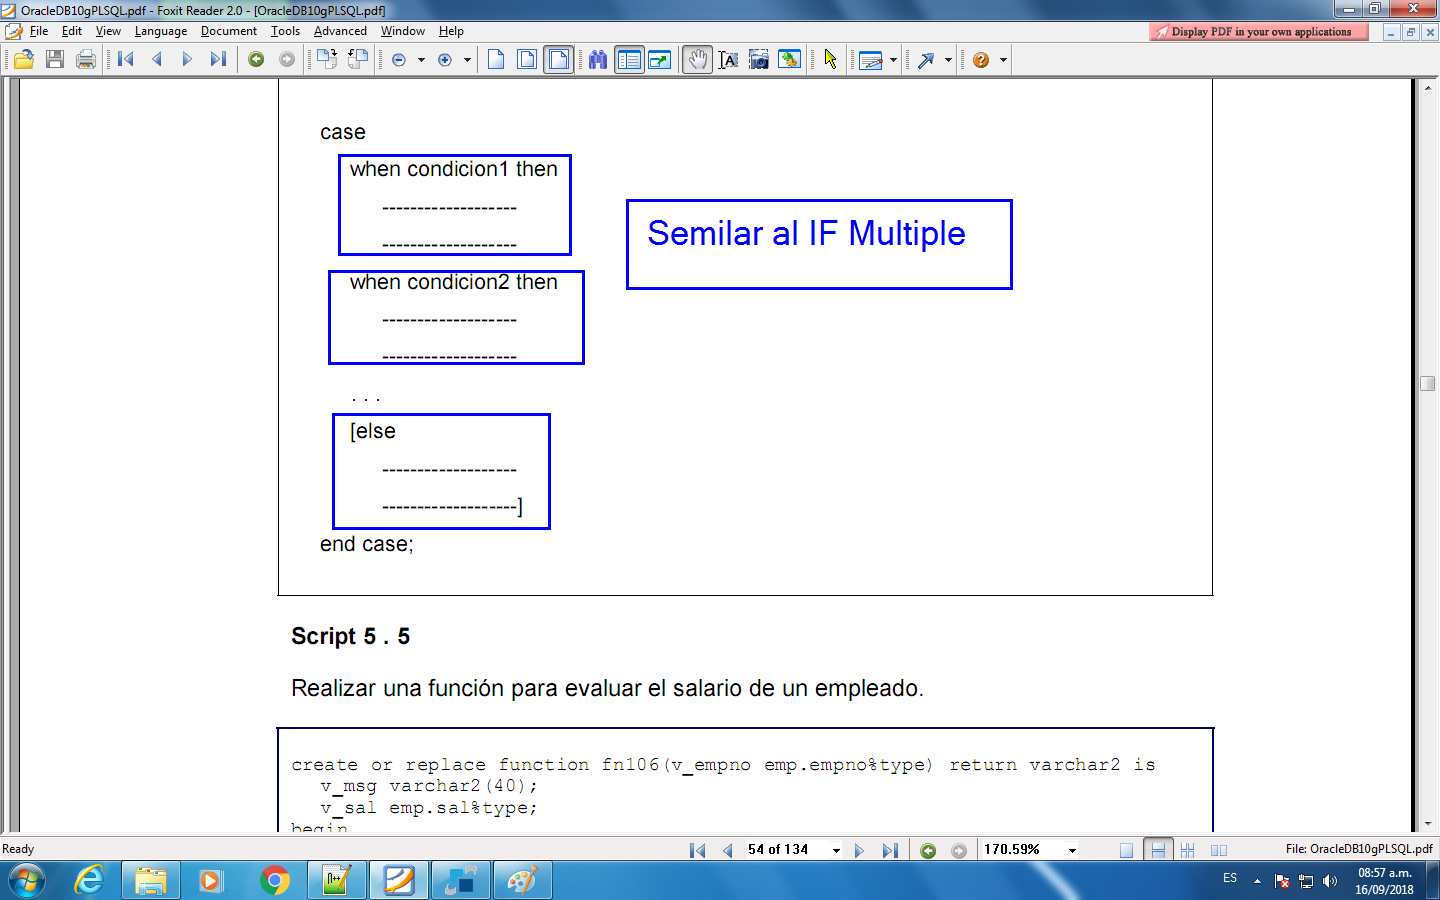 OracleDB10gPLSQL.pdf - Foxit Reader 2.0 - [OracleDB10gPLSQL.pdf]
File Edit View Language Document Tools Advanced Window Help
Display PDF in your own applications
case
when condicion1 then
-------------------
-------------------
Semilar al IF Multiple
when condicion2 then
-------------------
-------------------
. . .
[else
-------------------
-------------------]
end case;
Script 5 . 5
Realizar una función para evaluar el salario de un empleado.
create or replace function fn106(v_empno emp.empno%type) return varchar2 is
v_msg varchar2(40);
v_sal emp.sal%type;
begin
Ready
54 of 134
170.59%
File: OracleDB10gPLSQL.pdf
ES
08:57 a.m.
16/09/2018